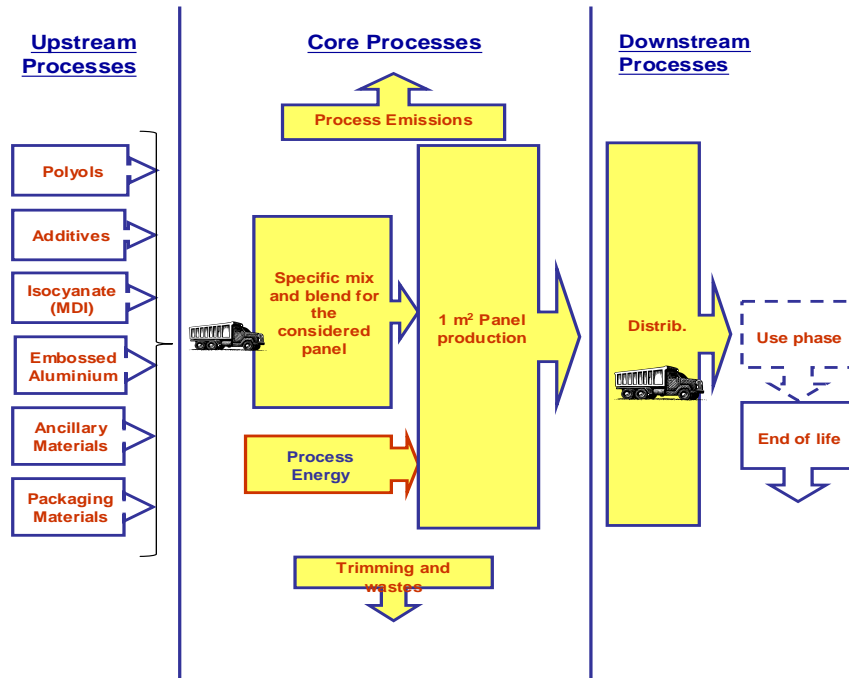 Upstream
Processes
Core Processes
Downstream
Processes
Process Emissions
Polyols
Additives
Isocyanate
(MDI)
Embossed
Aluminium
Ancillary
Materials
Packaging
Materials
Specific mix
and blend for
the
considered
panel
1 m² Panel
production
Process
Energy
Trimming and
wastes
Distrib.
Use phase
End of life